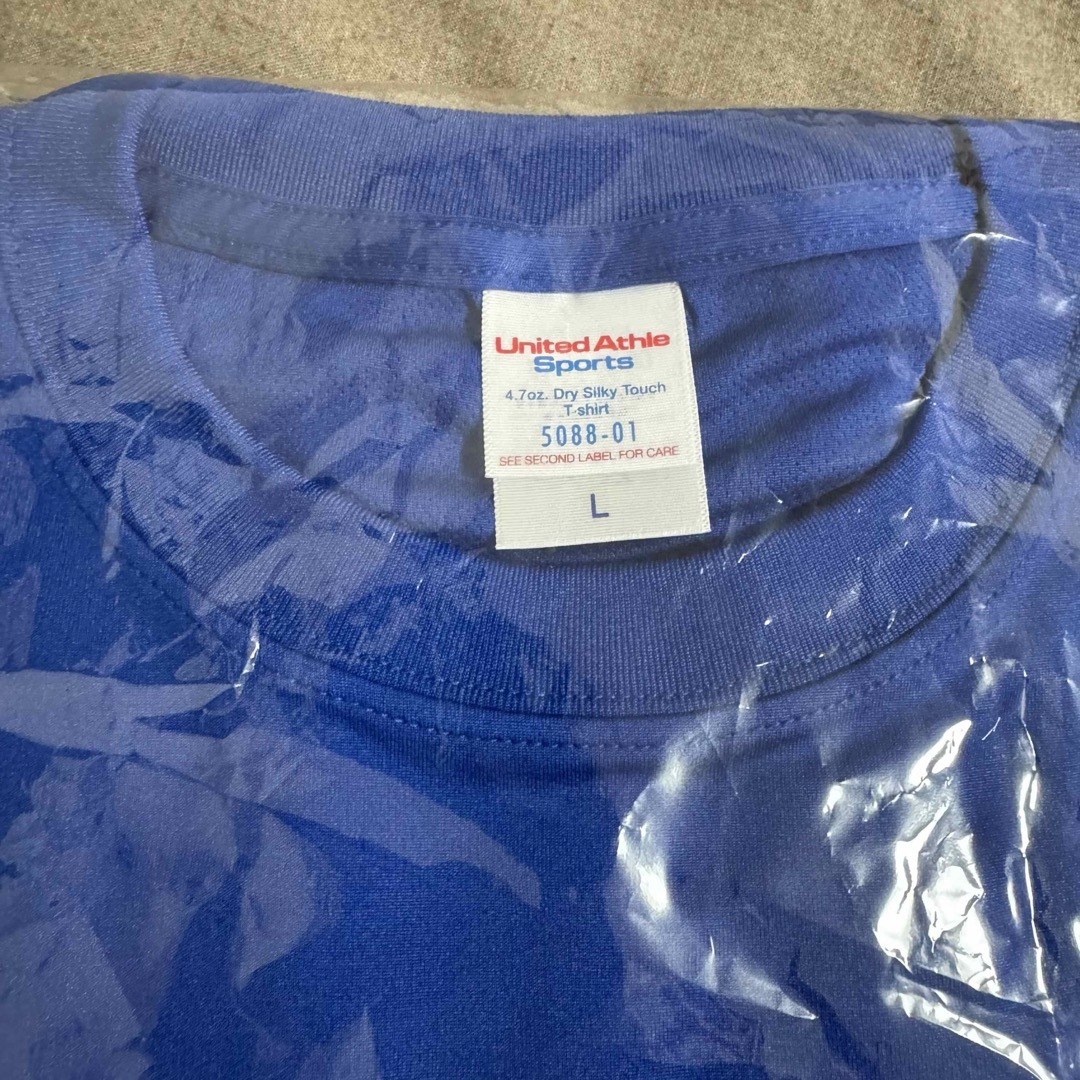 United Athle
Sports
4.7oz. Dry Silky Touch
T-shirt
5088-01
SEE SECOND LABEL FOR CARE
L